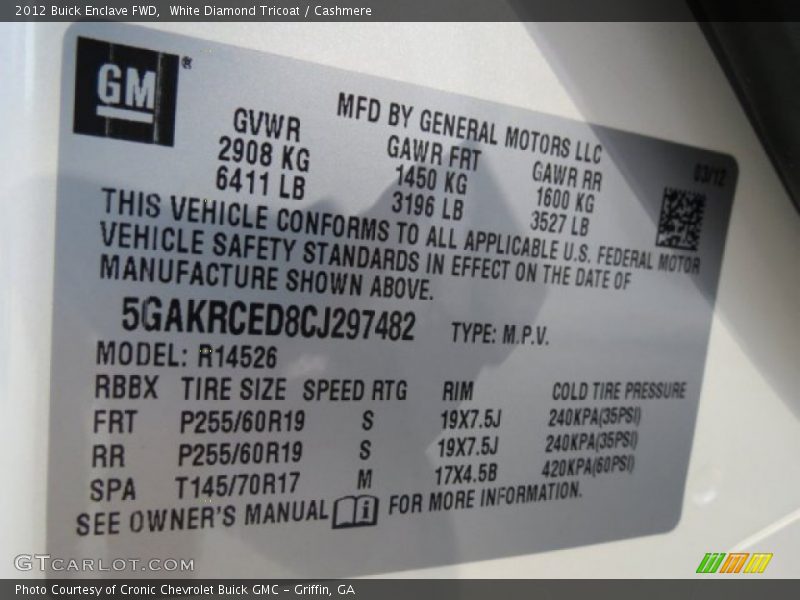 2012 Buick Enclave FWD,  White Diamond Tricoat / Cashmere
GM ®
MFD BY GENERAL MOTORS LLC
03/12
GVWR GAWR FRT GAWR RR
2908 KG 1450 KG 1600 KG
6411 LB 3196 LB 3527 LB
THIS VEHICLE CONFORMS TO ALL APPLICABLE U.S. FEDERAL MOTOR
VEHICLE SAFETY STANDARDS IN EFFECT ON THE DATE OF
MANUFACTURE SHOWN ABOVE.
5GAKRCED8CJ297482 TYPE: M.P.V.
MODEL: R14526
RBBX TIRE SIZE SPEED RTG RIM COLD TIRE PRESSURE
FRT P255/60R19 S 19X7.5J 240KPA(35PSI)
RR P255/60R19 S 19X7.5J 240KPA(35PSI)
SPA T145/70R17 M 17X4.5B 420KPA(60PSI)
SEE OWNER'S MANUAL i FOR MORE INFORMATION.
GTCARLOT.COM
Photo Courtesy of Cronic Chevrolet Buick GMC - Griffin, GA